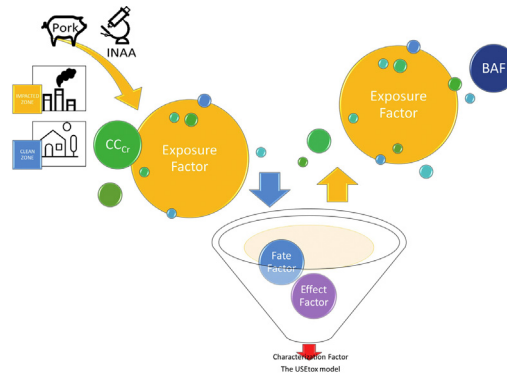 Pork
INAA
IMPACTED
ZONE
CLEAN
ZONE
CC Cr
Exposure
Factor
Exposure
Factor
BAF
Fate
Factor
Effect
Factor
Characterization Factor
The USEtox model